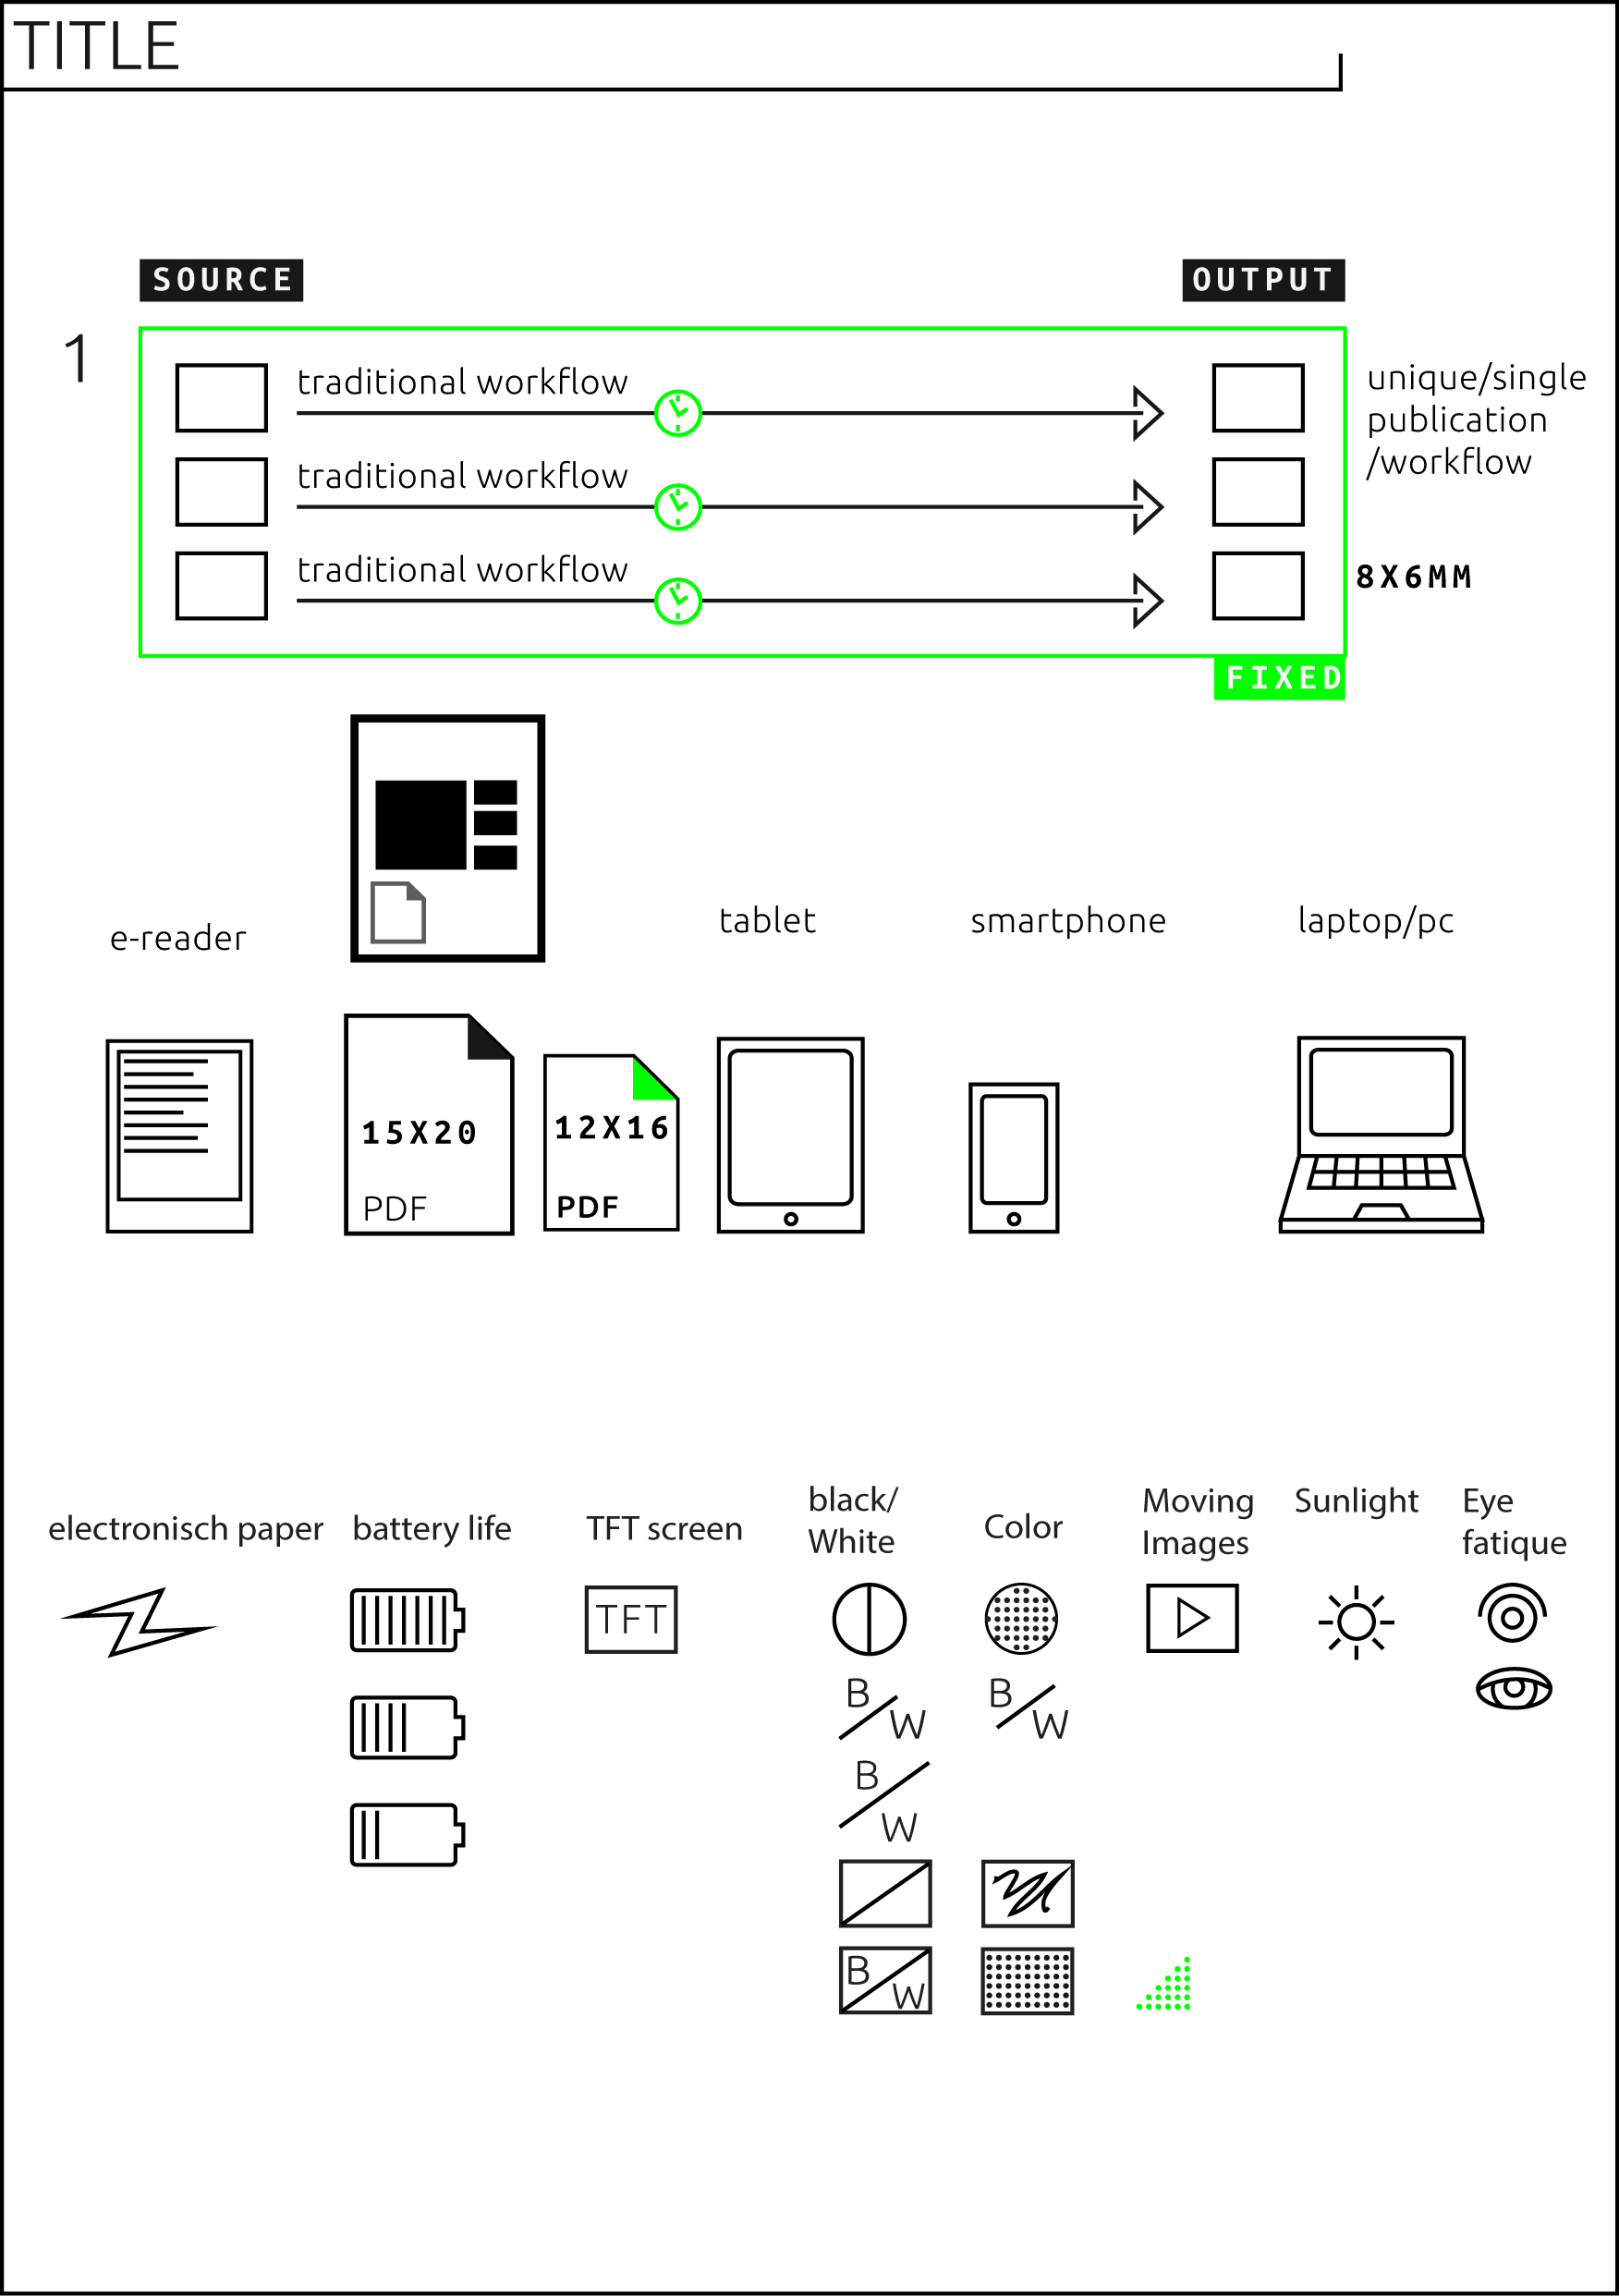 TITLE
SOURCE
OUTPUT
1
traditional workflow
traditional workflow
traditional workflow
unique/single
publication
/workflow
8X6MM
FIXED
e-reader
tablet
smartphone
laptop/pc
15X20
PDF
12X16
PDF
electronisch paper
battery life
TFT screen
black/
White
Color
Moving
Images
Sunlight
Eye
fatique
TFT
B/W
B/W
B/W
B/W